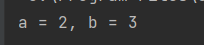 a = 2, b = 3